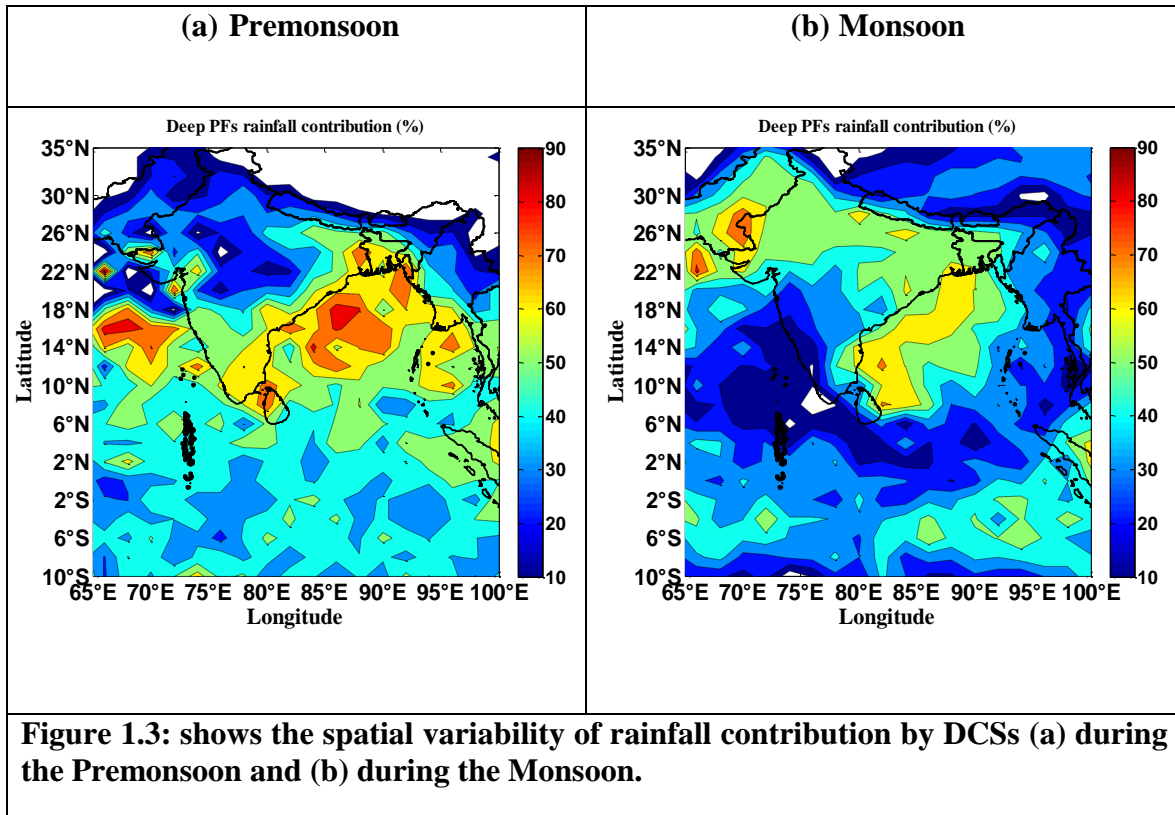 (a) Premonsoon
(b) Monsoon
Deep PFs rainfall contribution (%)
35°N
30°N
26°N
22°N
18°N
14°N
10°N
6°N
2°N
2°S
6°S
10°S
Latitude
65°E 70°E 75°E 80°E 85°E 90°E 95°E 100°E
Longitude
90
80
70
60
50
40
30
20
10
Deep PFs rainfall contribution (%)
35°N
30°N
26°N
22°N
18°N
14°N
10°N
6°N
2°N
2°S
6°S
10°S
Latitude
65°E 70°E 75°E 80°E 85°E 90°E 95°E 100°E
Longitude
90
80
70
60
50
40
30
20
10
Figure 1.3: shows the spatial variability of rainfall contribution by DCSs (a) during
the Premonsoon and (b) during the Monsoon.